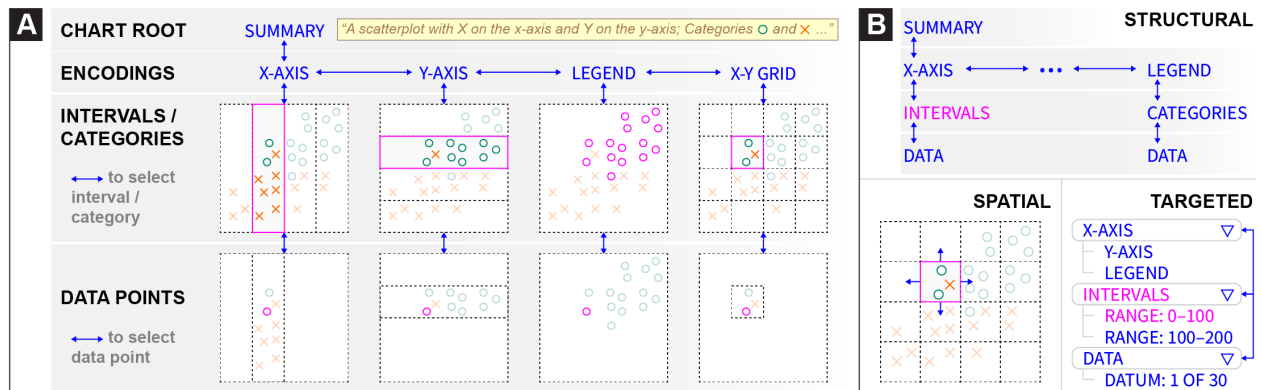 A
CHART ROOT
SUMMARY
“A scatterplot with X on the x-axis and Y on the y-axis; Categories ○ and × ...”
ENCODINGS
X-AXIS
Y-AXIS
LEGEND
X-Y GRID
INTERVALS /
CATEGORIES
to select
interval /
category
DATA POINTS
to select
data point
B
STRUCTURAL
SUMMARY
X-AXIS
•••
LEGEND
INTERVALS
CATEGORIES
DATA
DATA
SPATIAL
TARGETED
X-AXIS
Y-AXIS
LEGEND
INTERVALS
RANGE: 0–100
RANGE: 100–200
DATA
DATUM: 1 OF 30